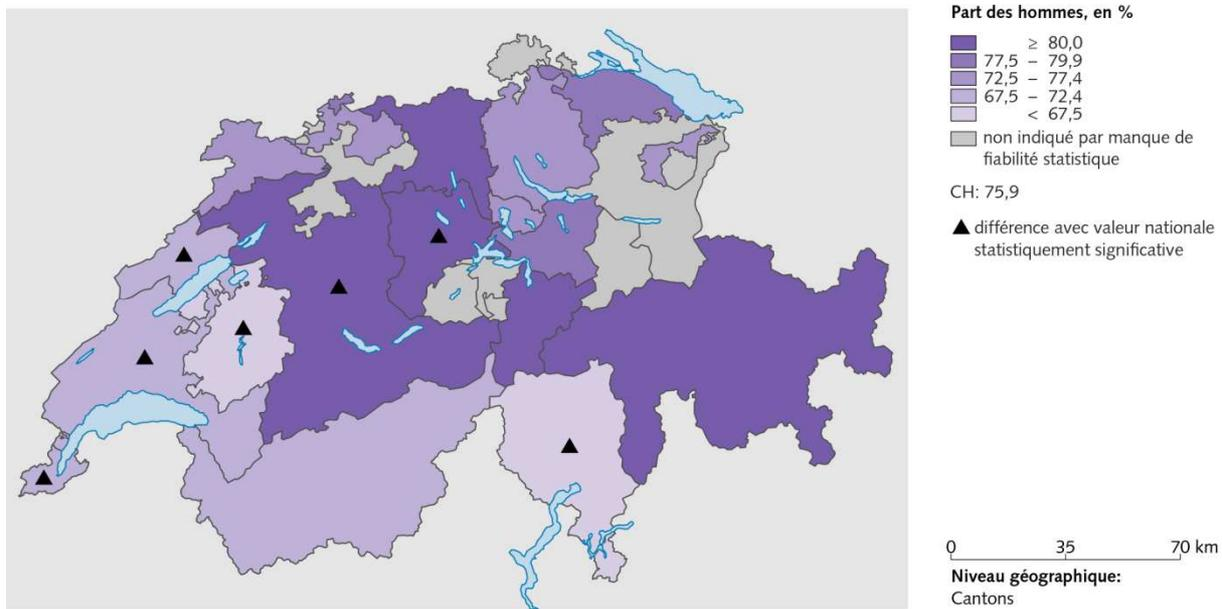 Part des hommes, en %
≥ 80,0
77,5 – 79,9
72,5 – 77,4
67,5 – 72,4
< 67,5
non indiqué par manque de
fiabilité statistique
CH: 75,9
différence avec valeur nationale
statistiquement significative
0 35 70 km
Niveau géographique:
Cantons